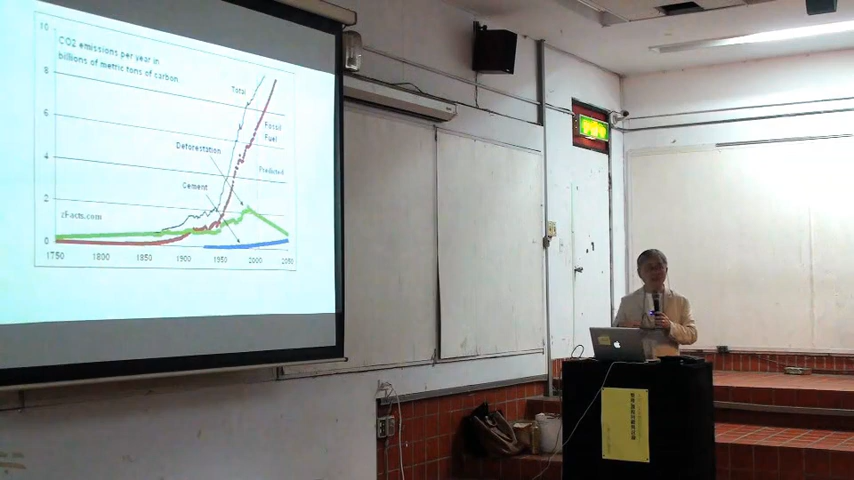 CO2 emissions per year in
billions of metric tons of carbon
10
8
6
4
2
0
Total
Fossil
Fuel
Deforestation
Predicted
Cement
zFacts.com
1750 1800 1850 1900 1950 2000 2050